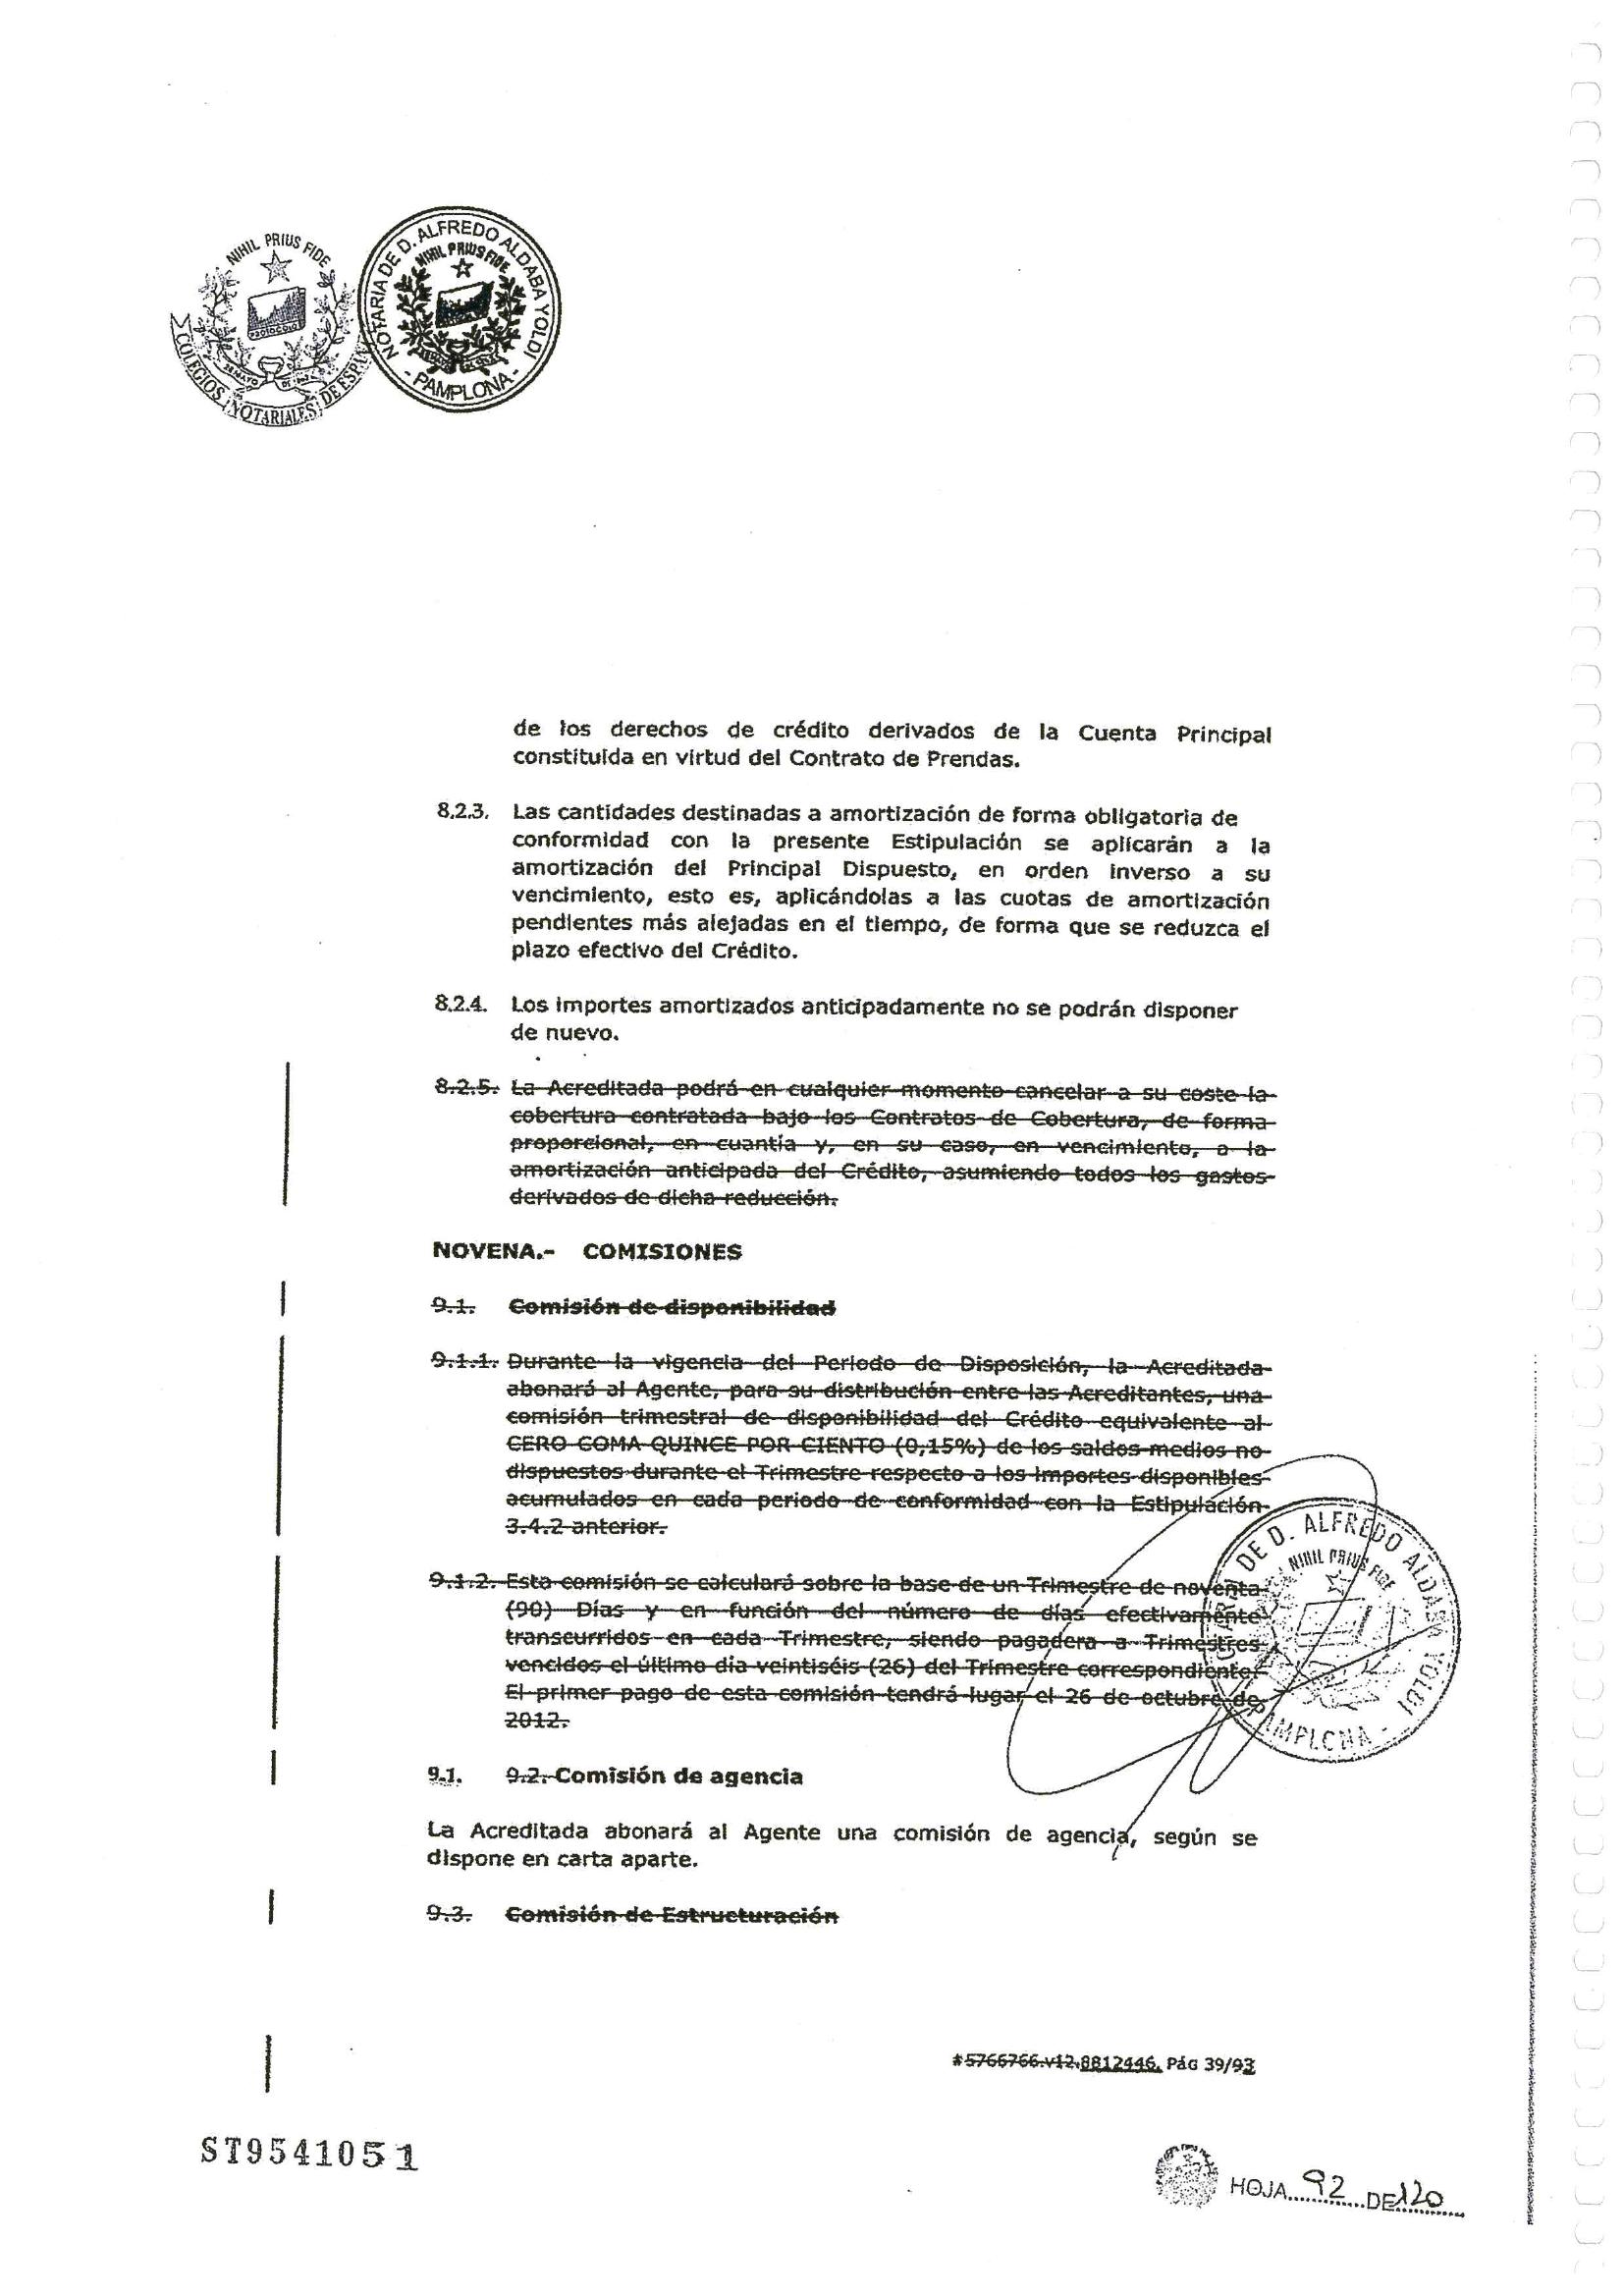 NIHIL PRIUS FIDE
COLEGIOS NOTARIALES DE ESPAÑA
NOTARIA DE D. ALFREDO ALDABA YOLDI
NIHIL PRIUS FIDE
- PAMPLONA -
de los derechos de crédito derivados de la Cuenta Principal
constituida en virtud del Contrato de Prendas.
8.2.3. Las cantidades destinadas a amortización de forma obligatoria de
conformidad con la presente Estipulación se aplicarán a la
amortización del Principal Dispuesto, en orden inverso a su
vencimiento, esto es, aplicándolas a las cuotas de amortización
pendientes más alejadas en el tiempo, de forma que se reduzca el
plazo efectivo del Crédito.
8.2.4. Los importes amortizados anticipadamente no se podrán disponer
de nuevo.
8.2.5. La Acreditada podrá en cualquier momento cancelar a su coste la
cobertura contratada bajo los Contratos de Cobertura, de forma
proporcional, en cuantía y, en su caso, en vencimiento, a la
amortización anticipada del Crédito, asumiendo todos los gastos
derivados de dicha reducción.
NOVENA.- COMISIONES
9.1. Comisión de disponibilidad
9.1.1. Durante la vigencia del Periodo de Disposición, la Acreditada
abonará al Agente, para su distribución entre las Acreditantes, una
comisión trimestral de disponibilidad del Crédito equivalente al
CERO COMA QUINCE POR CIENTO (0,15%) de los saldos medios no
dispuestos durante el Trimestre respecto a los importes disponibles
acumulados en cada periodo de conformidad con la Estipulación
3.4.2 anterior.
9.1.2. Esta comisión se calculará sobre la base de un Trimestre de noventa
(90) Días y en función del número de días efectivamente
transcurridos en cada Trimestre, siendo pagadera a Trimestres
vencidos el último día veintiséis (26) del Trimestre correspondiente.
El primer pago de esta comisión tendrá lugar el 26 de octubre de
2012.
DE D. ALFREDO ALDABA YOLDI
NIHIL PRIUS FIDE
PAMPLONA -
9.1. 9.2. Comisión de agencia
La Acreditada abonará al Agente una comisión de agencia, según se
dispone en carta aparte.
9.3. Comisión de Estructuración
#5766766.v12.8812446. PÁG 39/93
ST9541051
HOJA 92 DE 120